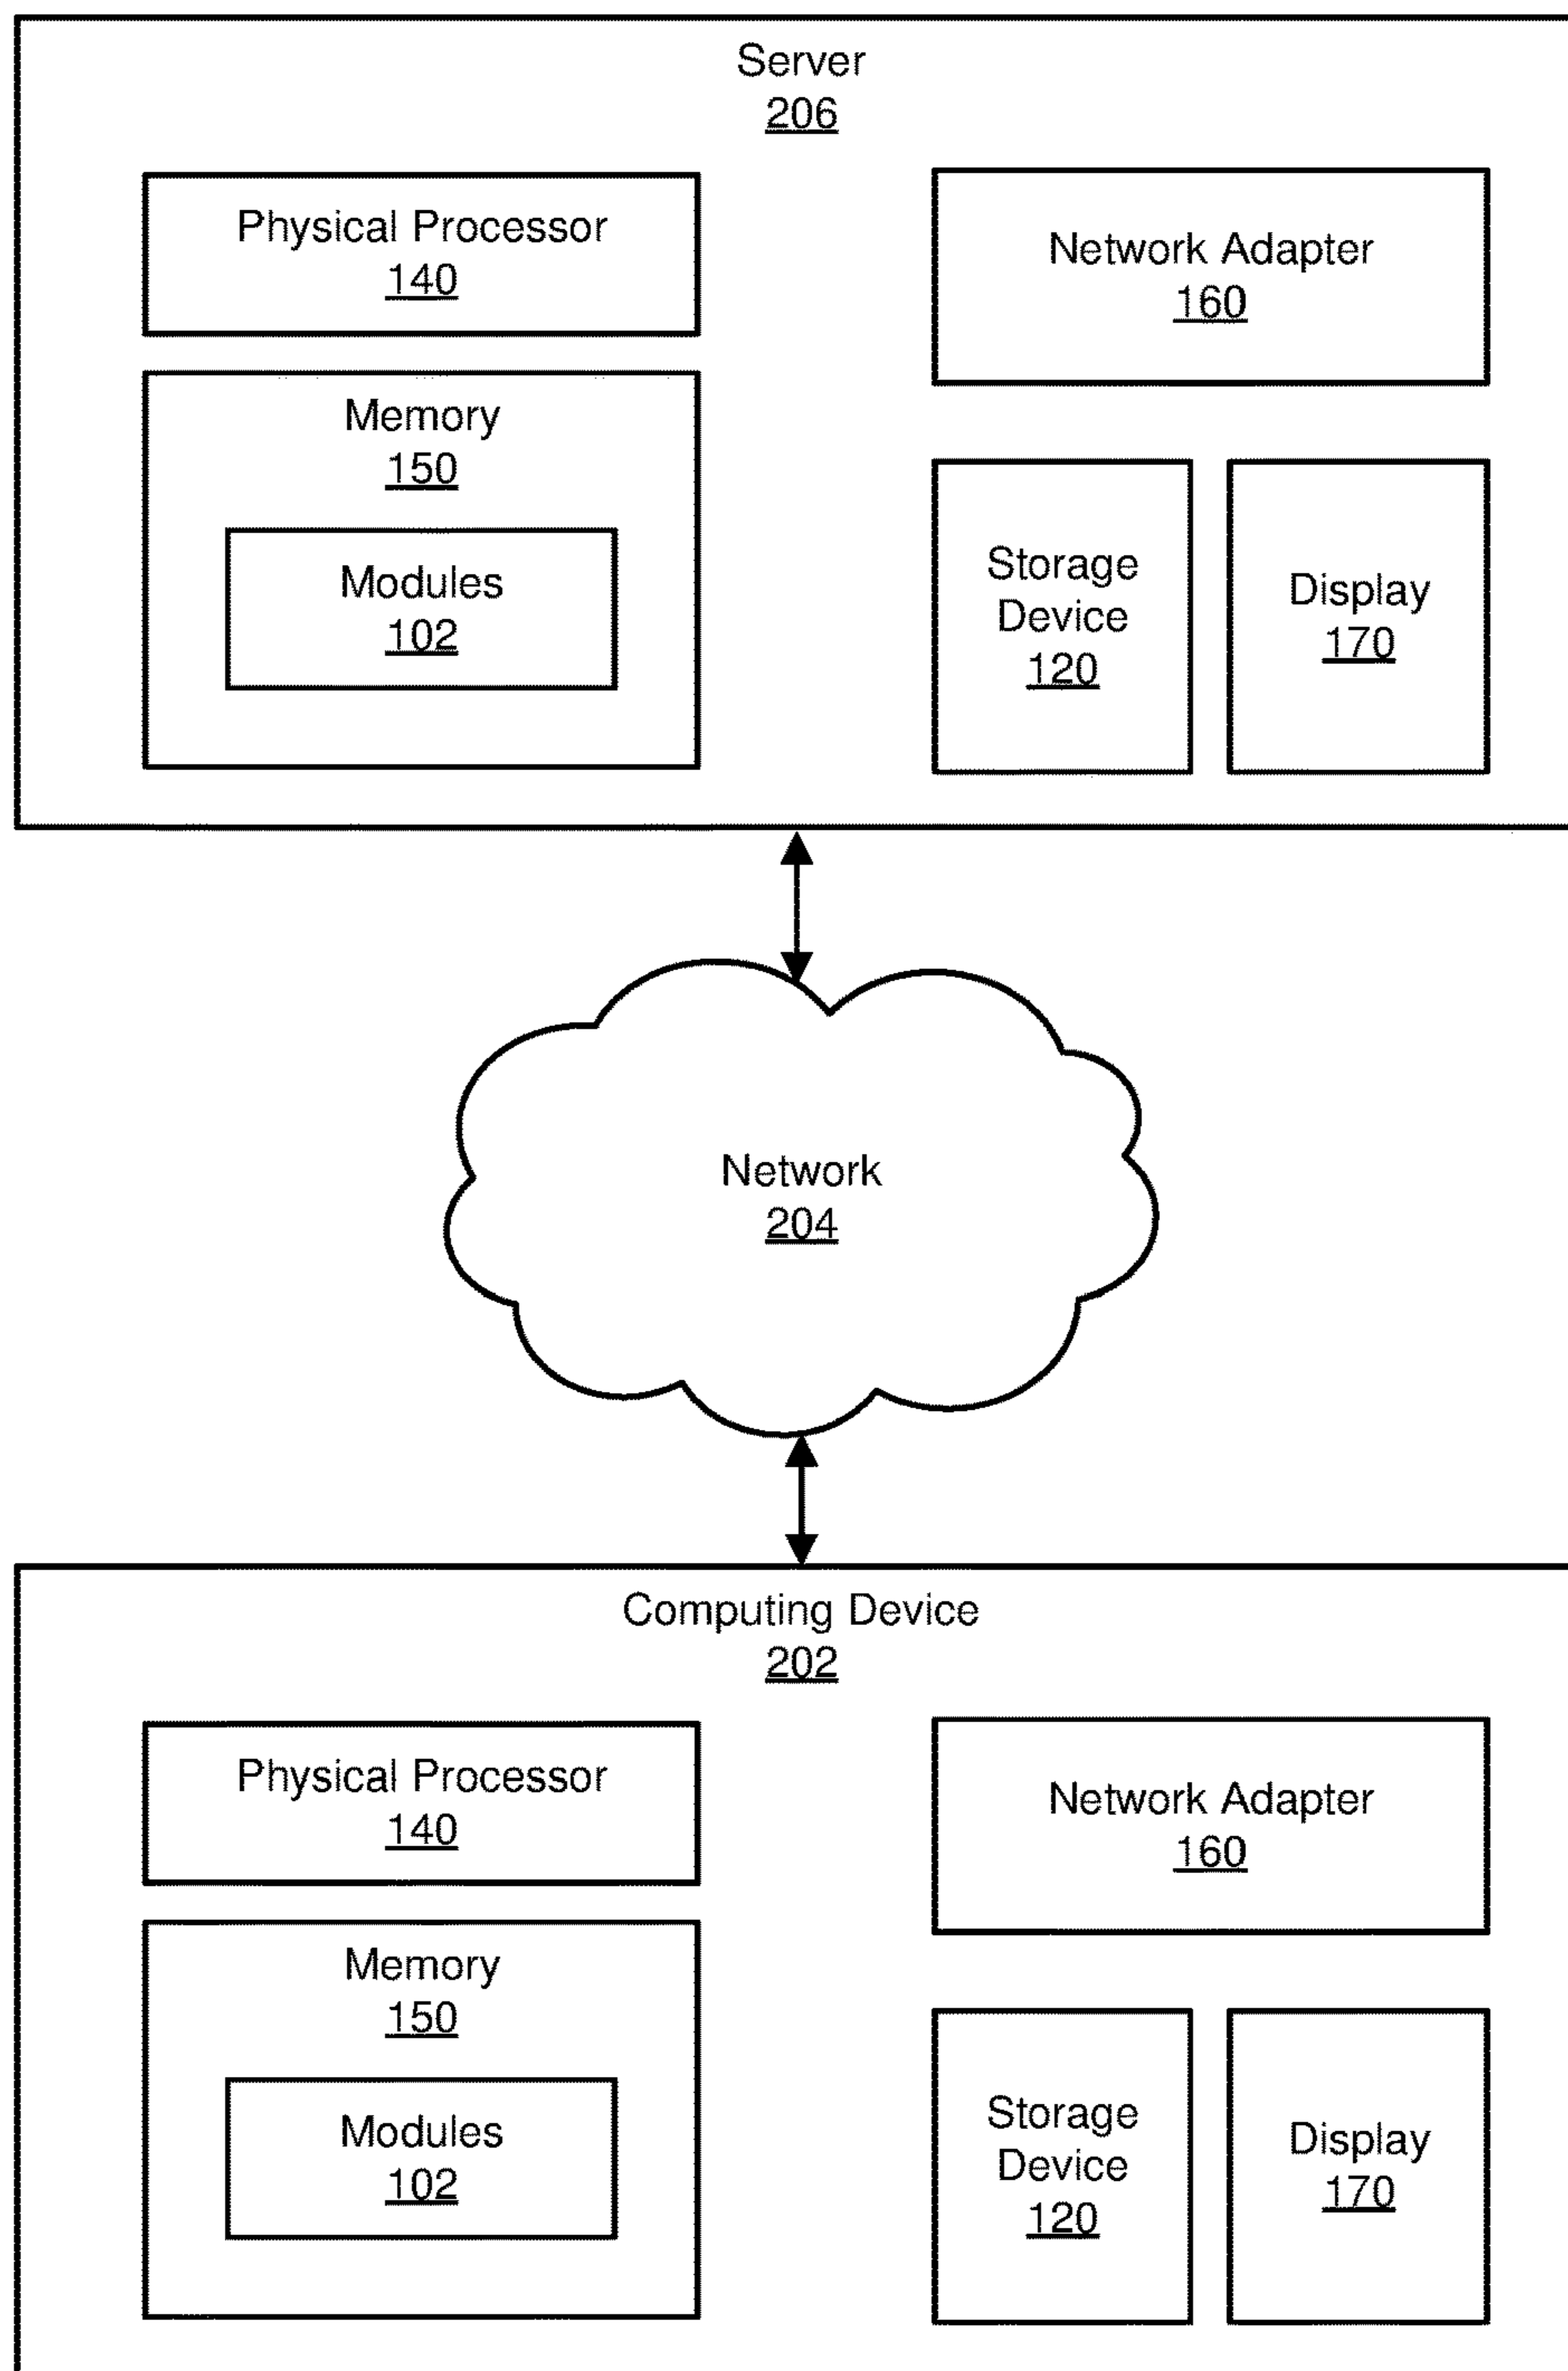 Server
206
Physical Processor
140
Network Adapter
160
Memory
150
Modules
102
Storage
Device
120
Display
170
Network
204
Computing Device
202
Physical Processor
140
Network Adapter
160
Memory
150
Modules
102
Storage
Device
120
Display
170